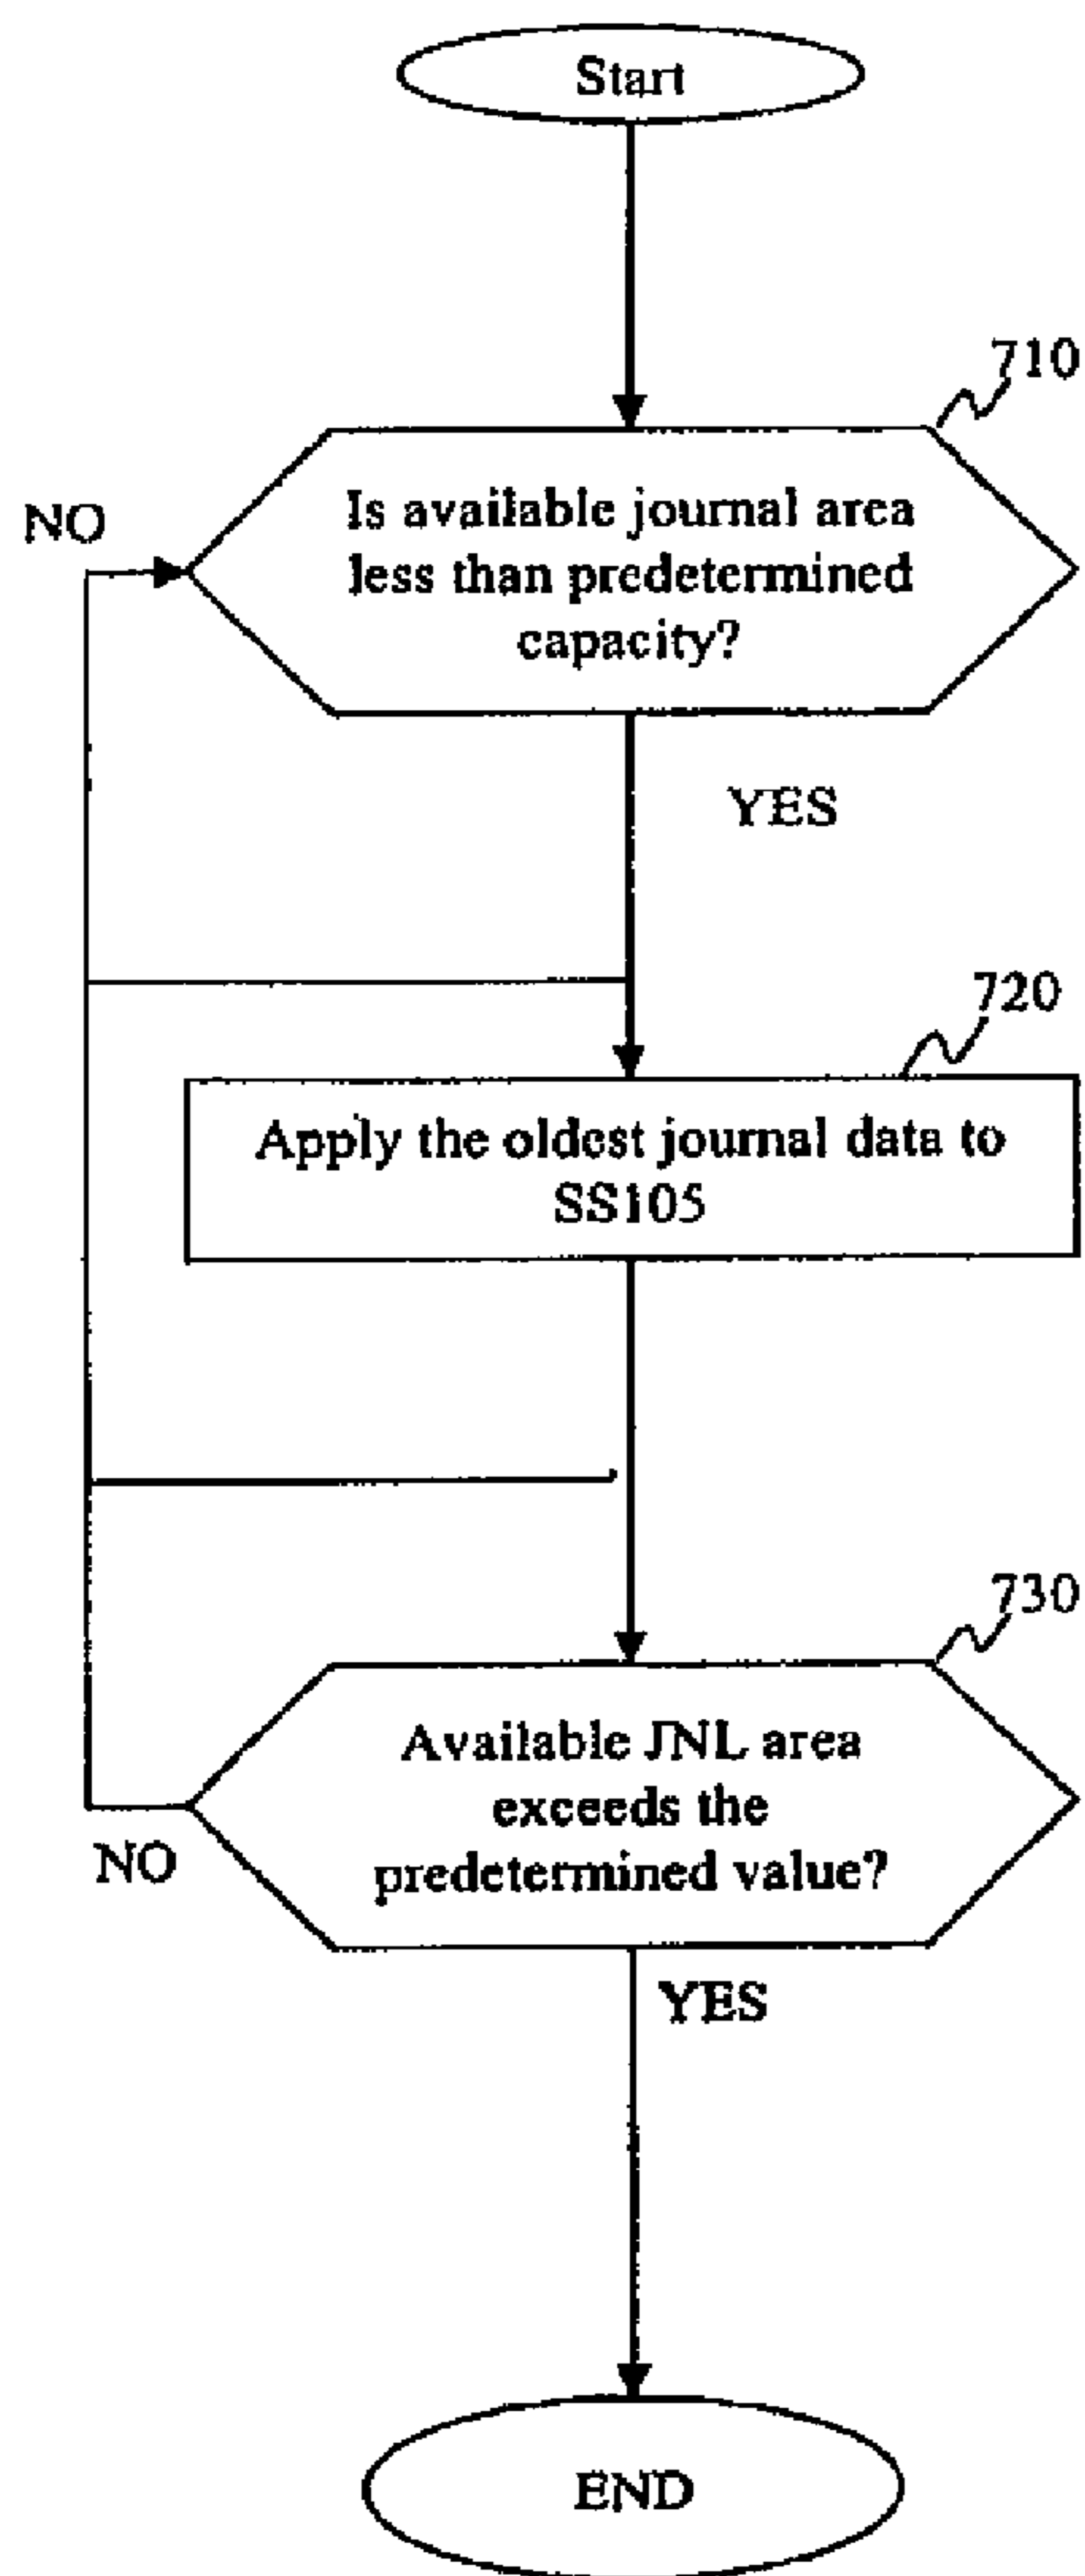 Start
710
NO
Is available journal area
less than predetermined
capacity?
YES
720
Apply the oldest journal data to
SS105
730
Available JNL area
exceeds the
predetermined value?
NO
YES
END